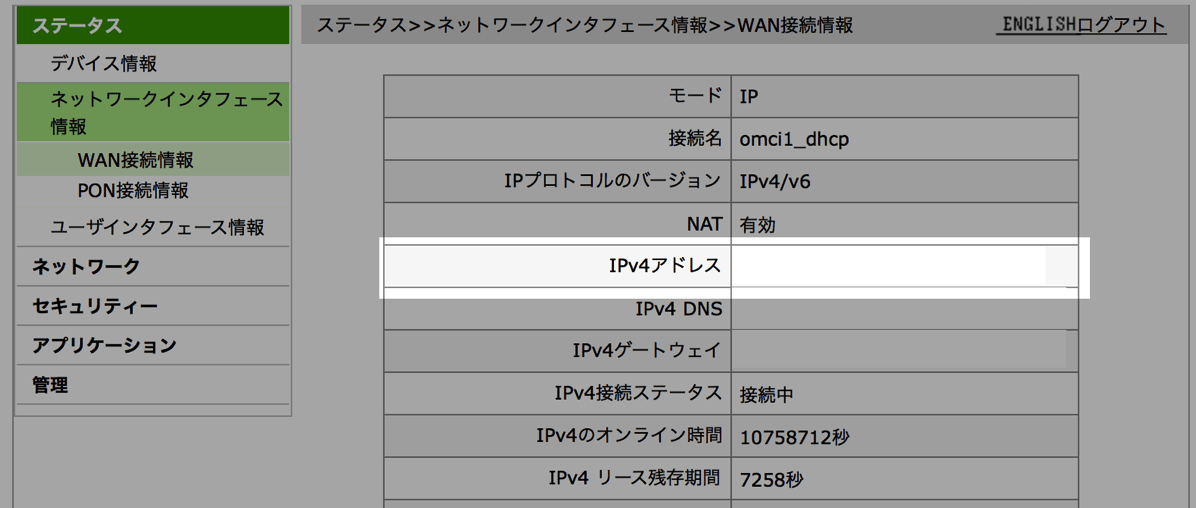 ステータス
デバイス情報
ネットワークインタフェース
情報
WAN接続情報
PON接続情報
ユーザインタフェース情報
ネットワーク
セキュリティー
アプリケーション
管理
ステータス>>ネットワークインタフェース情報>>WAN接続情報 ENGLISHログアウト
モード IP
接続名 omci1_dhcp
IPプロトコルのバージョン IPv4/v6
NAT 有効
IPv4アドレス
IPv4 DNS
IPv4ゲートウェイ
IPv4接続ステータス 接続中
IPv4のオンライン時間 10758712秒
IPv4 リース残存期間 7258秒